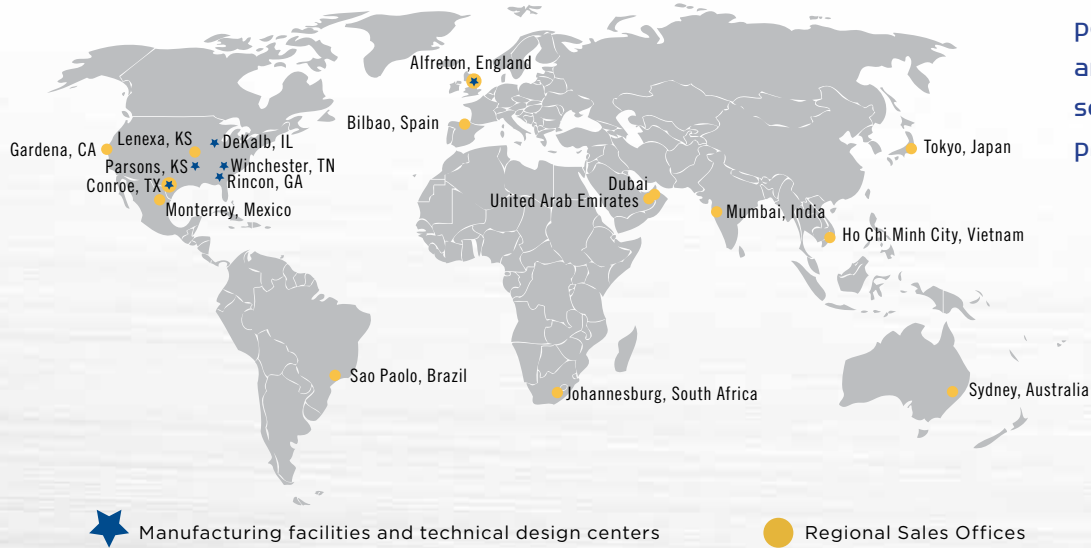 Alfreton, England
Bilbao, Spain
Gardena, CA
Lenexa, KS
DeKalb, IL
Parsons, KS
Winchester, TN
Conroe, TX
Rincon, GA
Monterrey, Mexico
Tokyo, Japan
Dubai
United Arab Emirates
Mumbai, India
Ho Chi Minh City, Vietnam
Sao Paolo, Brazil
Johannesburg, South Africa
Sydney, Australia
Manufacturing facilities and technical design centers
Regional Sales Offices